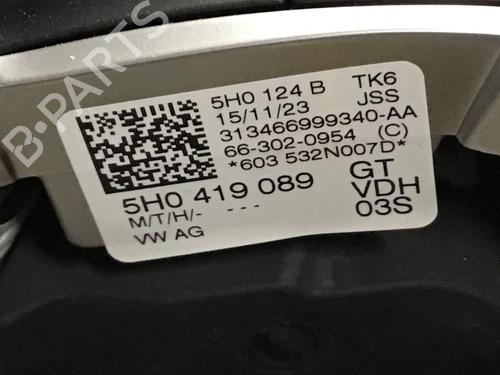 B-PARTS
5H0 124 B TK6
15/11/23 JSS
313466999340-AA
66-302-0954 (C)
*603 532N007D*
5H0 419 089 GT
M/T/H/- --- VDH
VW AG 03S